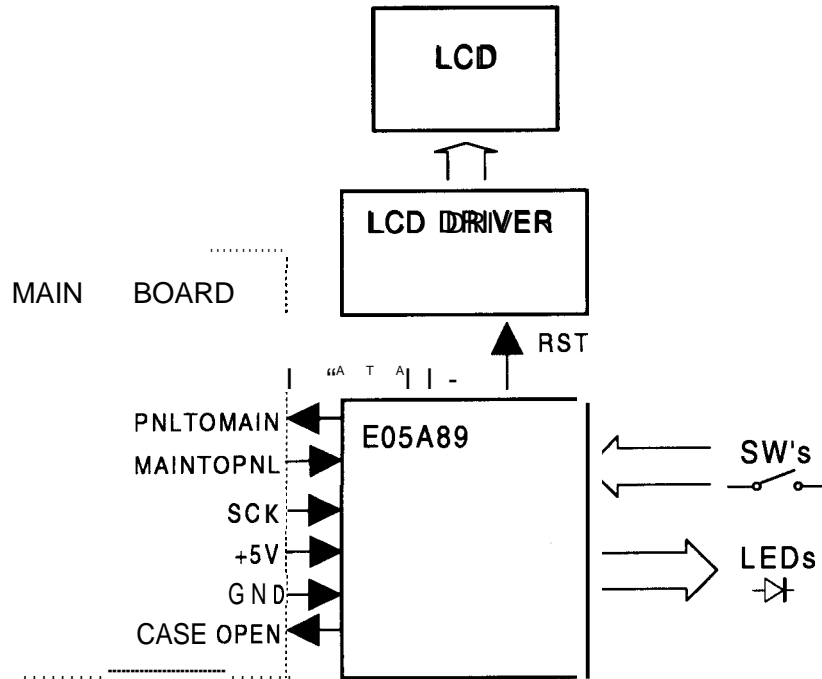 LCD
LCD DRIVER
MAIN BOARD
RST
PNLTOMAIN
E05A89
MAINTOPNL
SW's
SCK
+5V
LEDs
GND
CASE OPEN